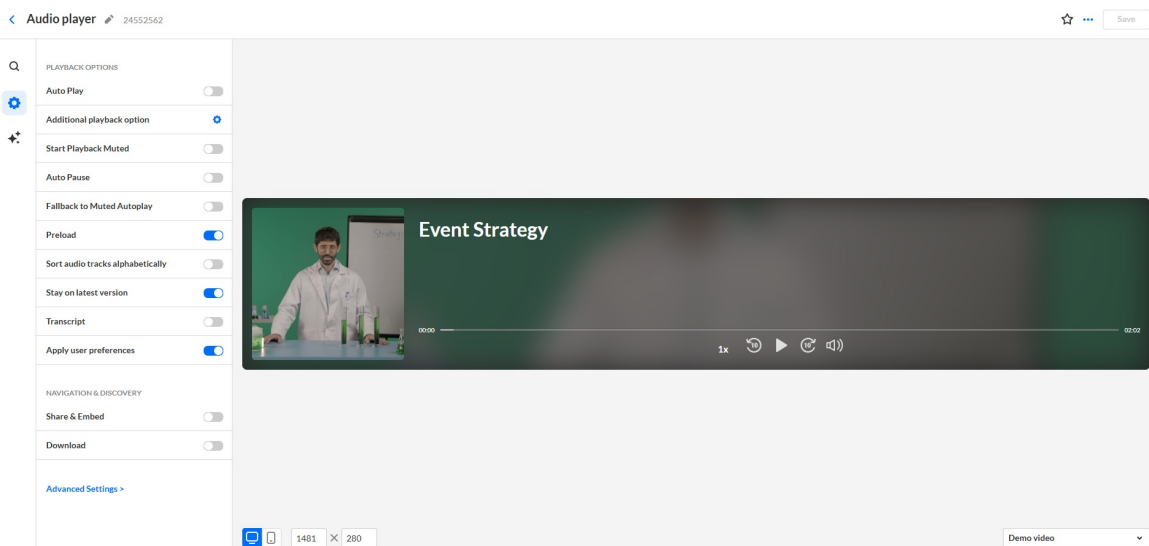 Audio player 24552562
Save
PLAYBACK OPTIONS
Auto Play
Additional playback option
Start Playback Muted
Auto Pause
Fallback to Muted Autoplay
Preload
Sort audio tracks alphabetically
Stay on latest version
Transcript
Apply user preferences
NAVIGATION & DISCOVERY
Share & Embed
Download
Advanced Settings >
Strategy
Event Strategy
00:00
02:02
1x 10 10
1481 X 280
Demo video